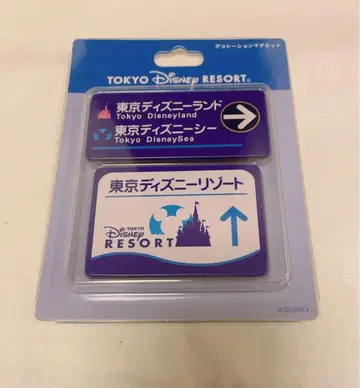 デコレーションマグネット
TOKYO Disney RESORT®
東京ディズニーランド
Tokyo Disneyland
東京ディズニーシー
Tokyo DisneySea
東京ディズニーリゾート
TOKYO
Disney
RESORT
© DISNEY